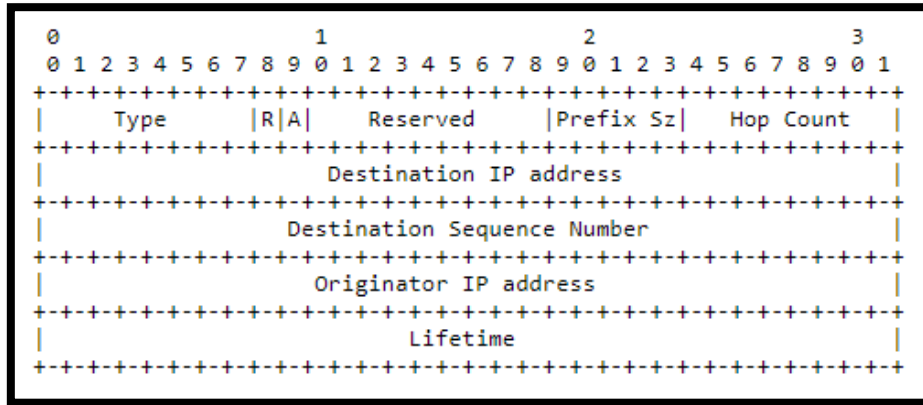 0                   1                   2                   3
0 1 2 3 4 5 6 7 8 9 0 1 2 3 4 5 6 7 8 9 0 1 2 3 4 5 6 7 8 9 0 1
+-+-+-+-+-+-+-+-+-+-+-+-+-+-+-+-+-+-+-+-+-+-+-+-+-+-+-+-+-+-+-+-+
|     Type      |R|A|    Reserved     |Prefix Sz|   Hop Count   |
+-+-+-+-+-+-+-+-+-+-+-+-+-+-+-+-+-+-+-+-+-+-+-+-+-+-+-+-+-+-+-+-+
|                     Destination IP address                    |
+-+-+-+-+-+-+-+-+-+-+-+-+-+-+-+-+-+-+-+-+-+-+-+-+-+-+-+-+-+-+-+-+
|                  Destination Sequence Number                  |
+-+-+-+-+-+-+-+-+-+-+-+-+-+-+-+-+-+-+-+-+-+-+-+-+-+-+-+-+-+-+-+-+
|                    Originator IP address                      |
+-+-+-+-+-+-+-+-+-+-+-+-+-+-+-+-+-+-+-+-+-+-+-+-+-+-+-+-+-+-+-+-+
|                           Lifetime                            |
+-+-+-+-+-+-+-+-+-+-+-+-+-+-+-+-+-+-+-+-+-+-+-+-+-+-+-+-+-+-+-+-+